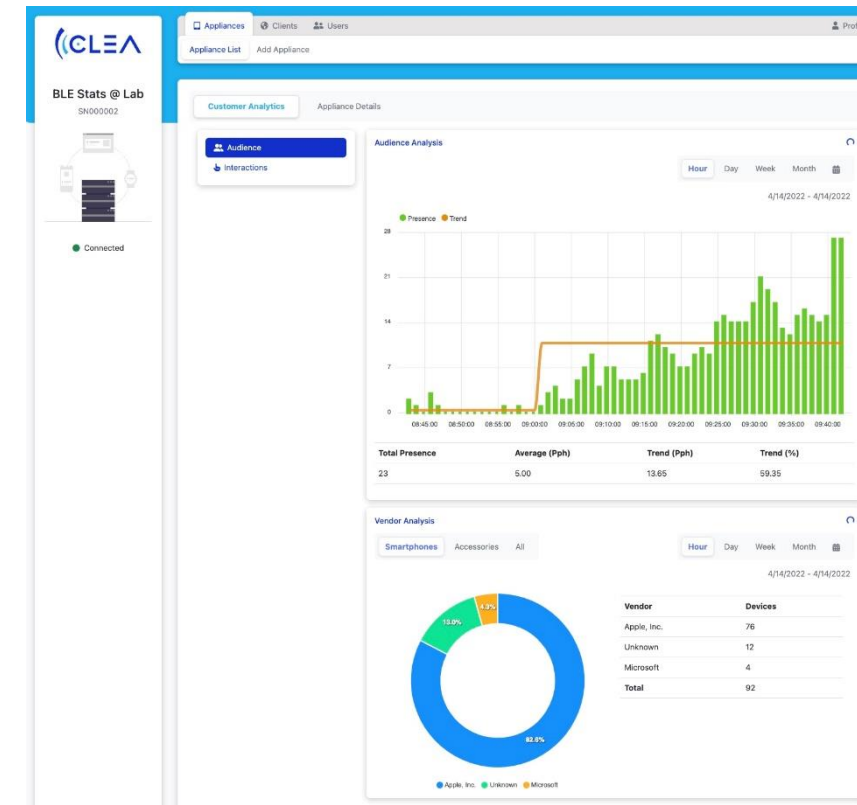 CLEA
BLE Stats @ Lab
SN000002
Connected
Appliances Clients Users Prof
Appliance List Add Appliance
Customer Analytics Appliance Details
Audience
Interactions
Audience Analysis
Hour Day Week Month
4/14/2022 - 4/14/2022
Presence Trend
28
21
14
7
0
08:45:00 08:50:00 08:55:00 09:00:00 09:05:00 09:10:00 09:15:00 09:20:00 09:25:00 09:30:00 09:35:00 09:40:00
Total Presence Average (Pph) Trend (Pph) Trend (%)
23 5.00 13.65 59.35
Vendor Analysis
Smartphones Accessories All Hour Day Week Month
4/14/2022 - 4/14/2022
4.3%
13.0%
82.6%
Apple, Inc. Unknown Microsoft
Vendor Devices
Apple, Inc. 76
Unknown 12
Microsoft 4
Total 92